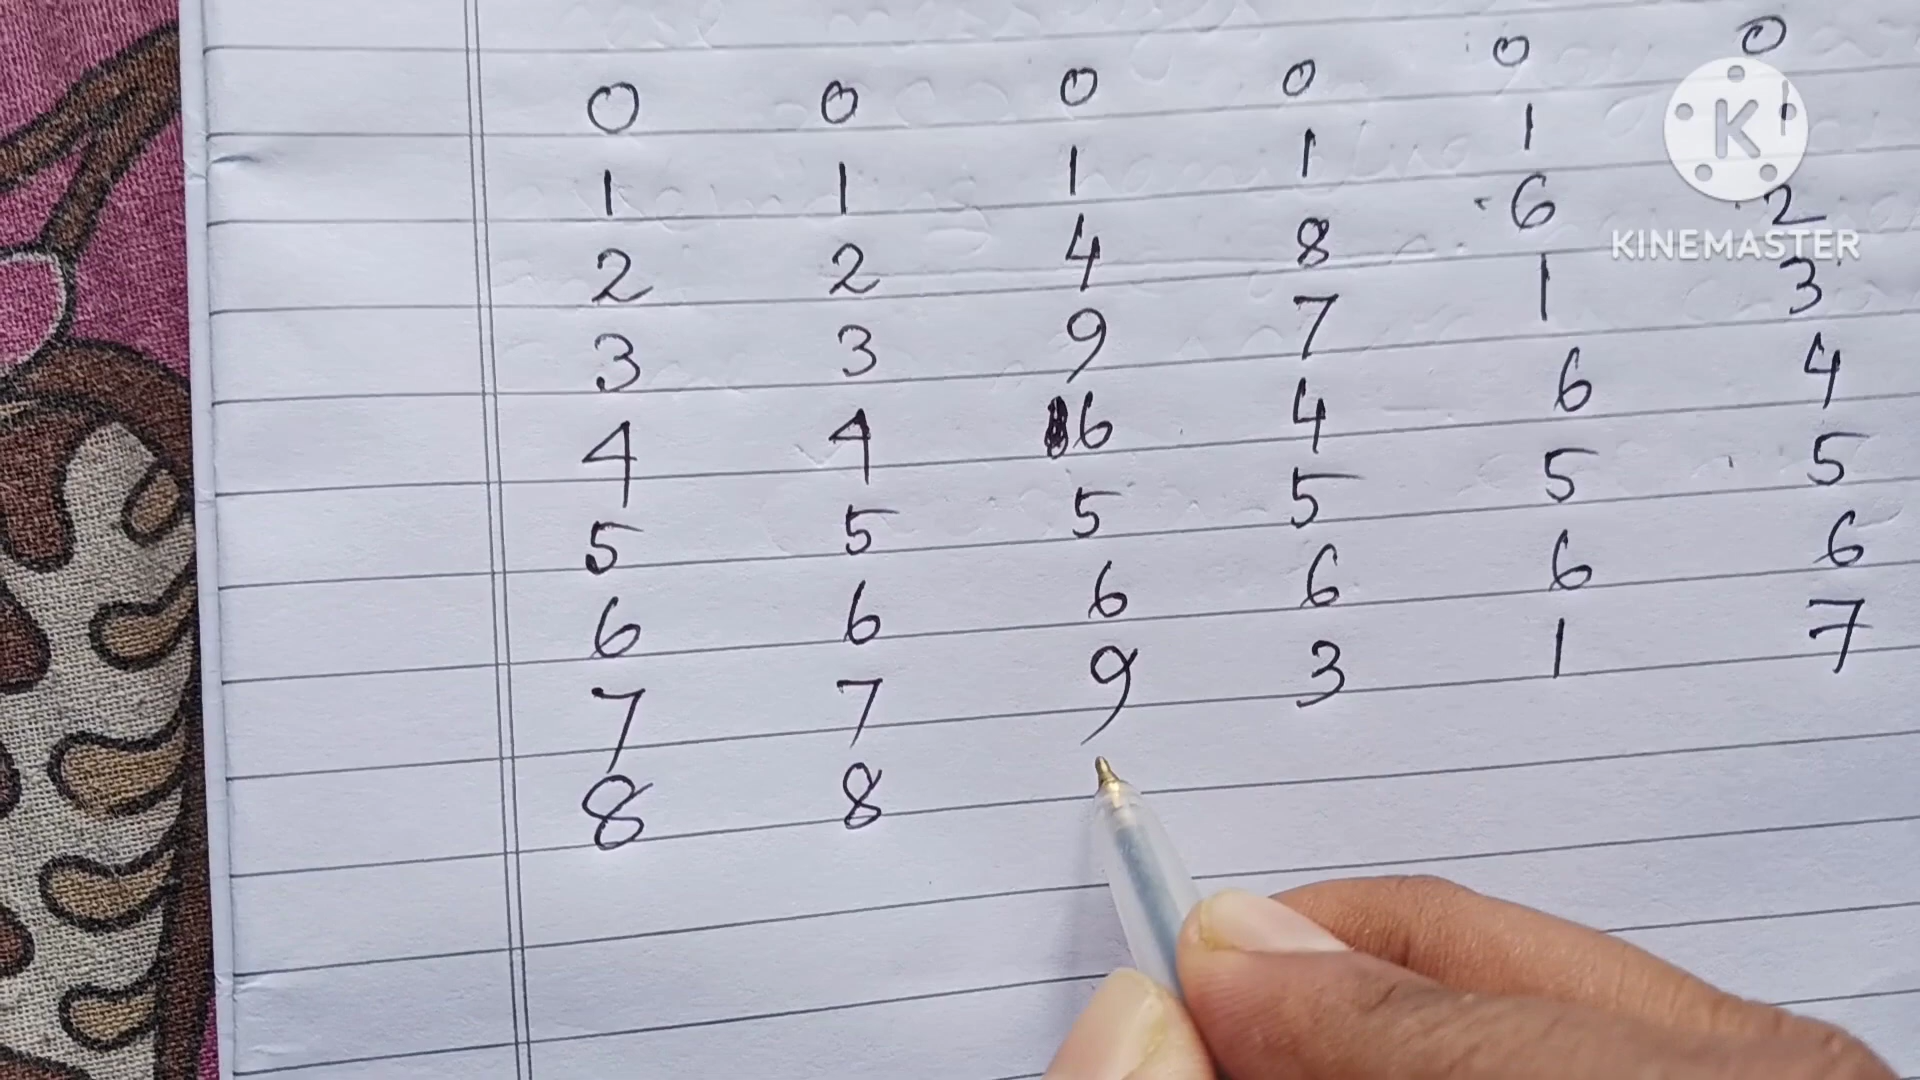 0 0 0 0 0 0
1 1 1 1 1 1
2 2 4 8 6 2
3 3 9 7 1 3
4 4 6 4 6 4
5 5 5 5 5 5
6 6 6 6 6 6
7 7 9 3 1 7
8 8
K
KINEMASTER